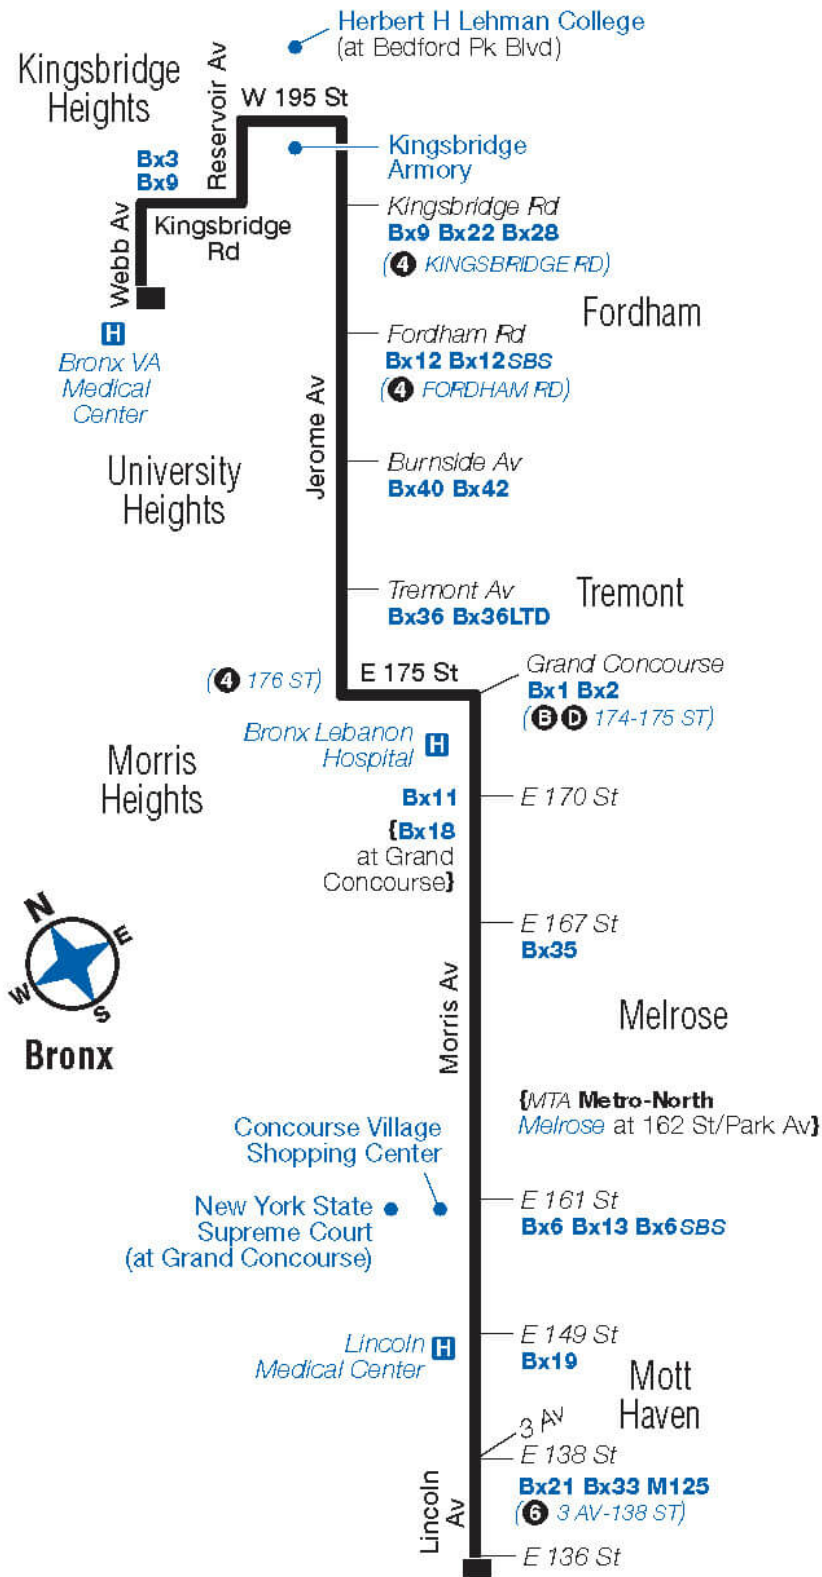 Herbert H Lehman College
(at Bedford Pk Blvd)
Kingsbridge
Heights
Reservoir Av
W 195 St
Kingsbridge
Armory
Bx3
Bx9
Webb Av
Kingsbridge
Rd
Kingsbridge Rd
Bx9 Bx22 Bx28
(4 KINGSBRIDGE RD)
Fordham
H
Bronx VA
Medical
Center
Fordham Rd
Bx12 Bx12SBS
(4 FORDHAM RD)
Jerome Av
University
Heights
Burnside Av
Bx40 Bx42
Tremont Av
Bx36 Bx36LTD
Tremont
(4 176 ST)
E 175 St
Grand Concourse
Bx1 Bx2
(B D 174-175 ST)
Bronx Lebanon
Hospital
H
Morris
Heights
Bx11
E 170 St
{Bx18
at Grand
Concourse}
N
E
W
S
Bronx
E 167 St
Bx35
Morris Av
Melrose
{MTA Metro-North
Melrose at 162 St/Park Av}
Concourse Village
Shopping Center
New York State
Supreme Court
(at Grand Concourse)
E 161 St
Bx6 Bx13 Bx6SBS
Lincoln
Medical Center
H
E 149 St
Bx19
Mott
Haven
3 Av
E 138 St
Bx21 Bx33 M125
(6 3 AV-138 ST)
Lincoln
Av
E 136 St